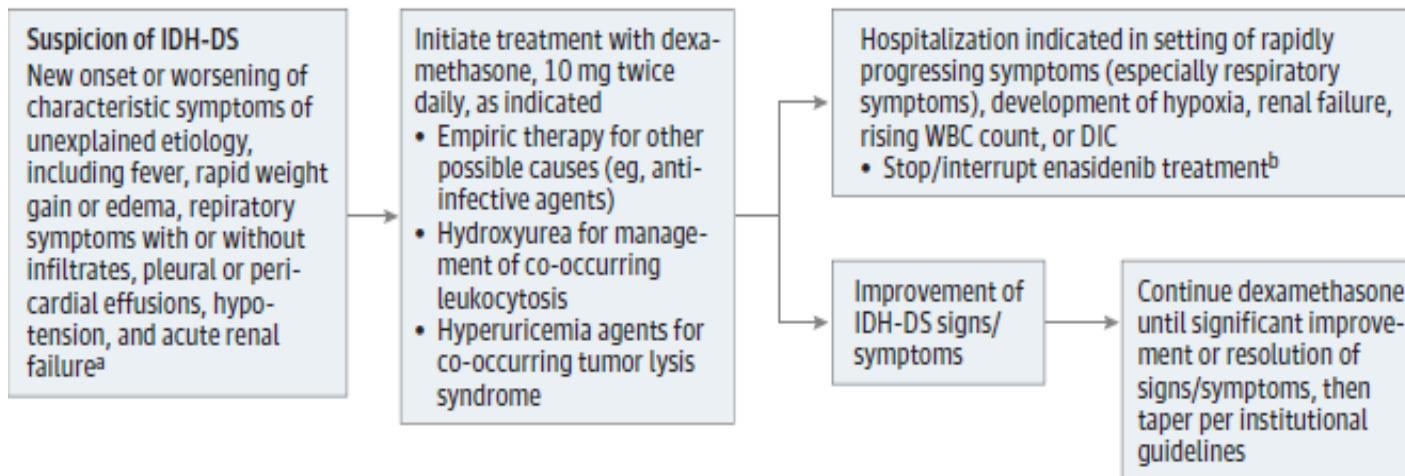 Suspicion of IDH-DS
New onset or worsening of
characteristic symptoms of
unexplained etiology,
including fever, rapid weight
gain or edema, repiratory
symptoms with or without
infiltrates, pleural or peri-
cardial effusions, hypo-
tension, and acute renal
failureᵃ
Initiate treatment with dexa-
methasone, 10 mg twice
daily, as indicated
• Empiric therapy for other
possible causes (eg, anti-
infective agents)
• Hydroxyurea for manage-
ment of co-occurring
leukocytosis
• Hyperuricemia agents for
co-occurring tumor lysis
syndrome
Hospitalization indicated in setting of rapidly
progressing symptoms (especially respiratory
symptoms), development of hypoxia, renal failure,
rising WBC count, or DIC
• Stop/interrupt enasidenib treatmentᵇ
Improvement of
IDH-DS signs/
symptoms
Continue dexamethasone
until significant improve-
ment or resolution of
signs/symptoms, then
taper per institutional
guidelines